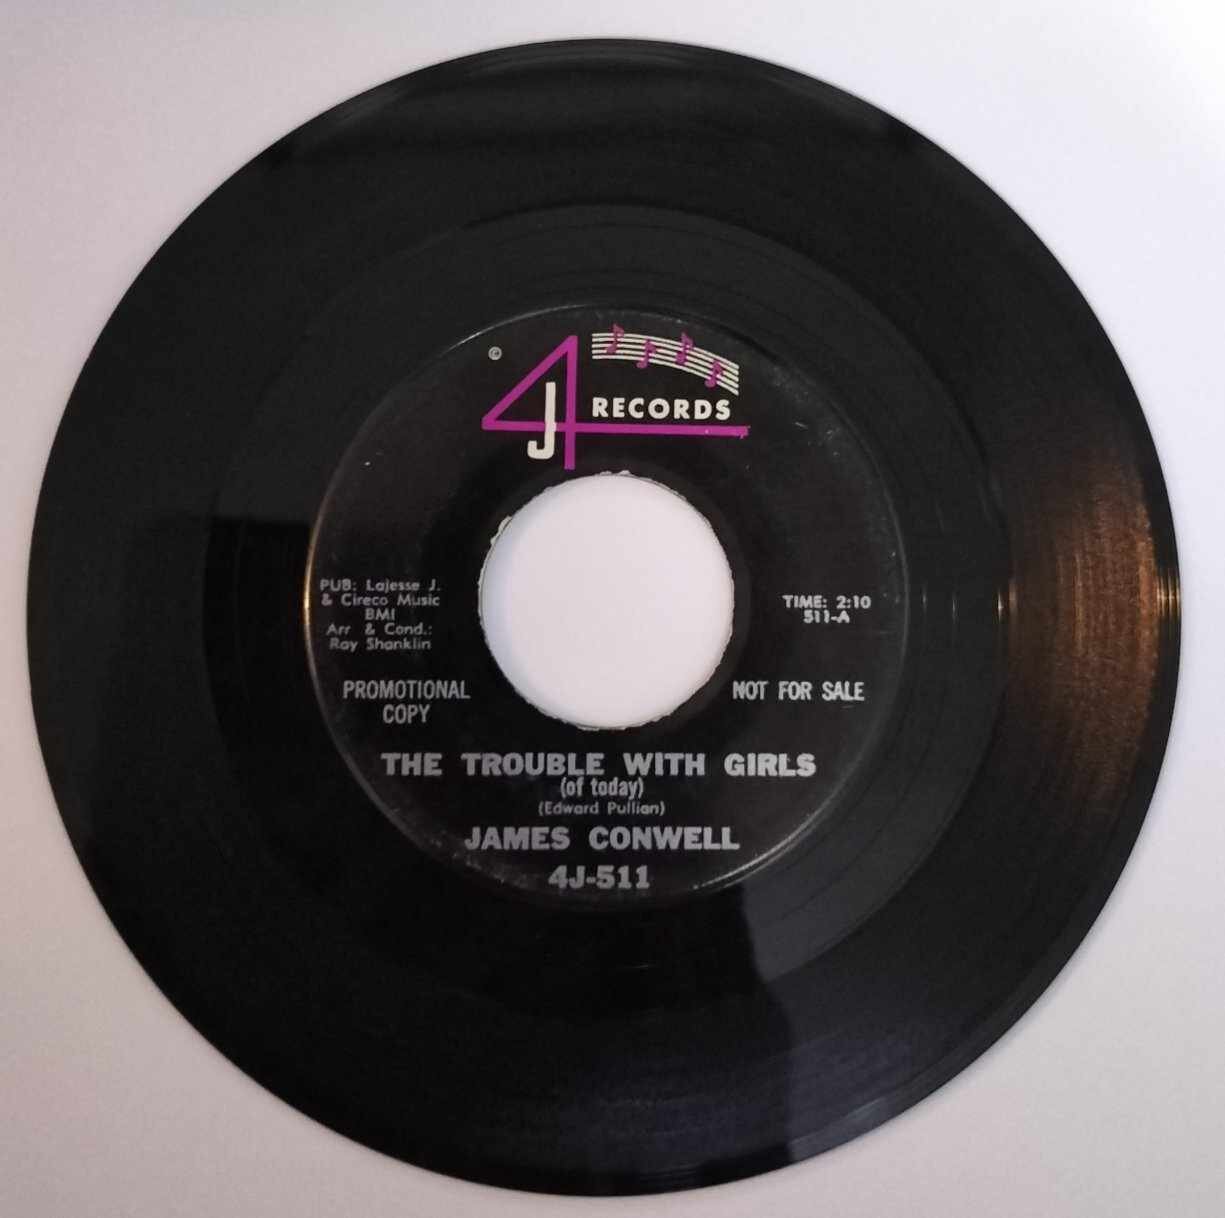 ©
4J RECORDS
PUB: Lajesse J.
& Cireco Music
BMI
Arr & Cond.:
Ray Shanklin
TIME: 2:10
511-A
PROMOTIONAL
COPY
NOT FOR SALE
THE TROUBLE WITH GIRLS
(of today)
(Edward Pullian)
JAMES CONWELL
4J-511